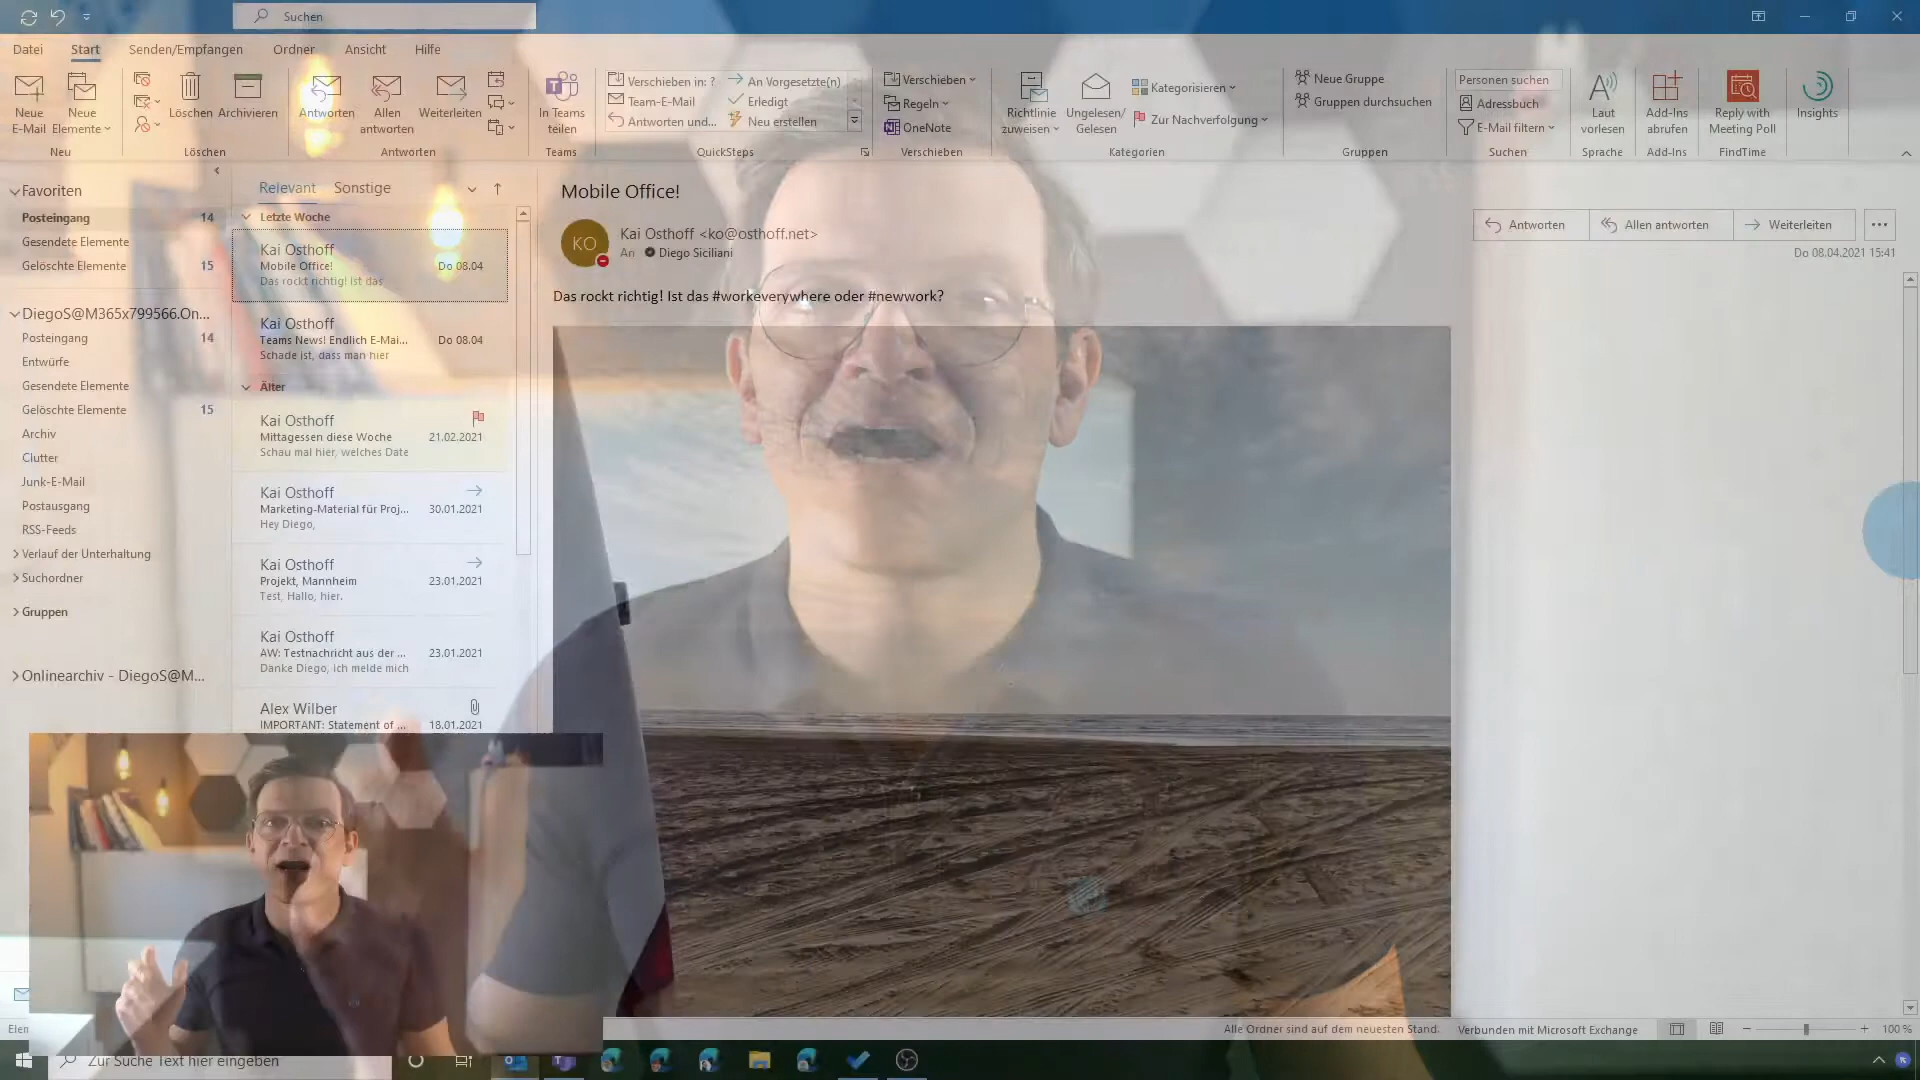 Suchen
Datei Start Senden/Empfangen Ordner Ansicht Hilfe
Neue E-Mail
Neue Elemente
Löschen
Archivieren
Antworten
Allen antworten
Weiterleiten
In Teams teilen
Verschieben in: ?
Team-E-Mail
Antworten und...
An Vorgesetzte(n)
Erledigt
Neu erstellen
Verschieben
Regeln
OneNote
Richtlinie zuweisen
Ungelesen/ Gelesen
Kategorisieren
Zur Nachverfolgung
Neue Gruppe
Gruppen durchsuchen
Personen suchen
Adressbuch
E-Mail filtern
Laut vorlesen
Add-Ins abrufen
Reply with Meeting Poll
Insights
Neu Löschen Antworten Teams QuickSteps Verschieben Kategorien Gruppen Suchen Sprache Add-Ins FindTime
Favoriten
Posteingang 14
Gesendete Elemente
Gelöschte Elemente 15
DiegoS@M365x799566.On...
Posteingang 14
Entwürfe
Gesendete Elemente
Gelöschte Elemente 15
Archiv
Clutter
Junk-E-Mail
Postausgang
RSS-Feeds
Verlauf der Unterhaltung
Suchordner
Gruppen
Onlinearchiv - DiegoS@M...
Relevant Sonstige
Letzte Woche
Kai Osthoff
Mobile Office! Do 08.04
Das rockt richtig! ist das
Kai Osthoff
Teams News! Endlich E-Mai... Do 08.04
Schade ist, dass man hier
Älter
Kai Osthoff
Mittagessen diese Woche 21.02.2021
Schau mal hier, welches Date
Kai Osthoff
Marketing-Material für Proj... 30.01.2021
Hey Diego,
Kai Osthoff
Projekt, Mannheim 23.01.2021
Test, Hallo, hier.
Kai Osthoff
AW: Testnachricht aus der ... 23.01.2021
Danke Diego, ich melde mich
Alex Wilber
IMPORTANT: Statement of ... 18.01.2021
Mobile Office!
KO
Kai Osthoff <ko@osthoff.net>
An Diego Siciliani
Antworten Allen antworten Weiterleiten
Do 08.04.2021 15:41
Das rockt richtig! Ist das #workeverywhere oder #newwork?
Elem
Alle Ordner sind auf dem neuesten Stand. Verbunden mit Microsoft Exchange 100 %
Zur Suche Text hier eingeben